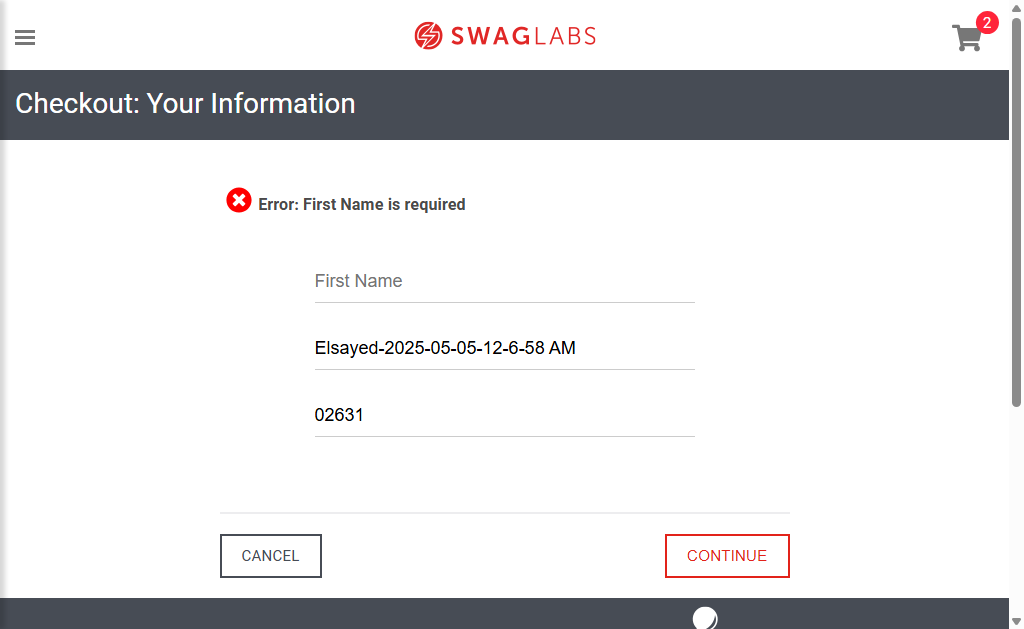 SWAGLABS
2
Checkout: Your Information
Error: First Name is required
First Name
Elsayed-2025-05-05-12-6-58 AM
02631
CANCEL
CONTINUE